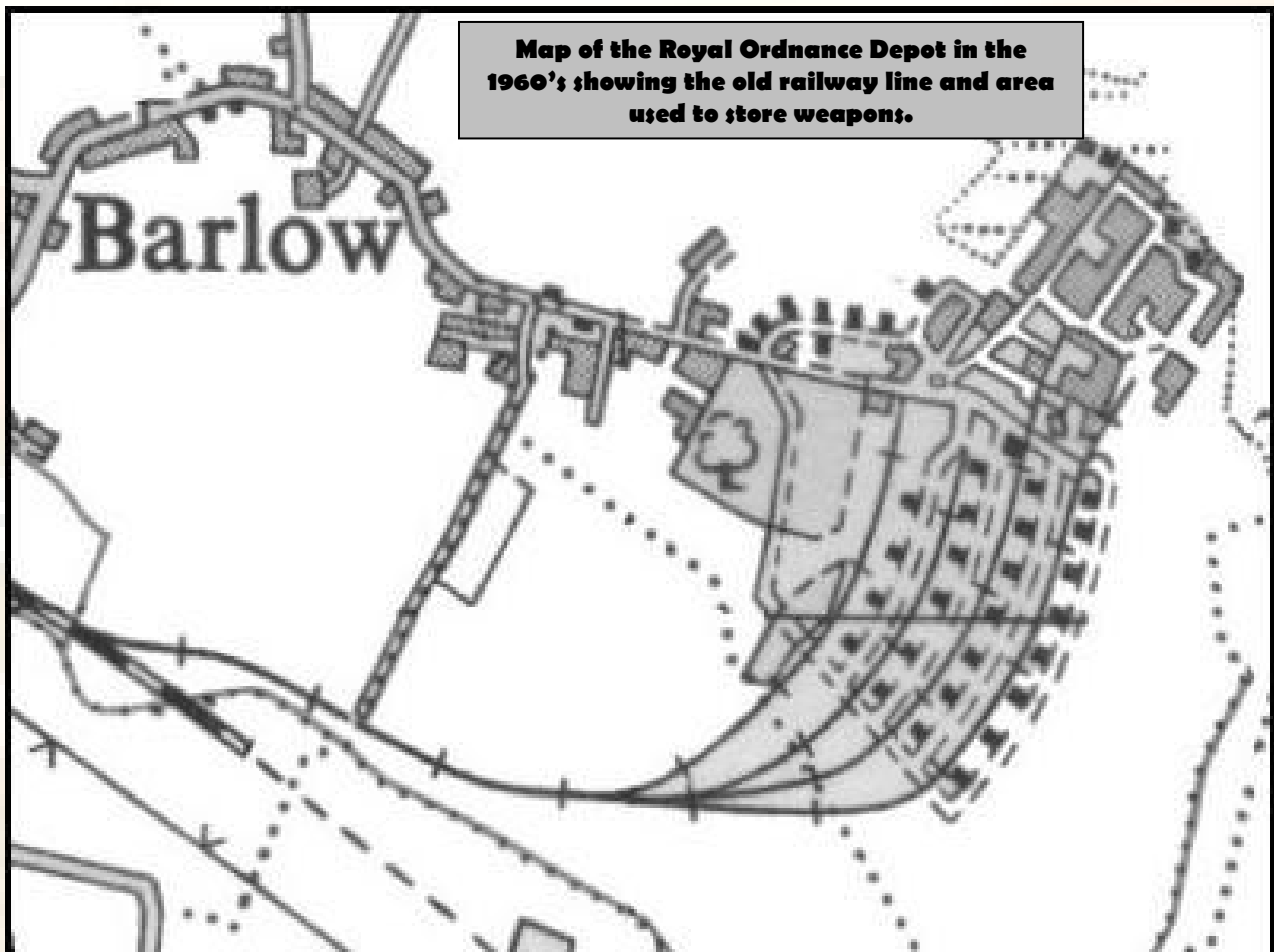 Map of the Royal Ordnance Depot in the
1960's showing the old railway line and area
used to store weapons.
Barlow